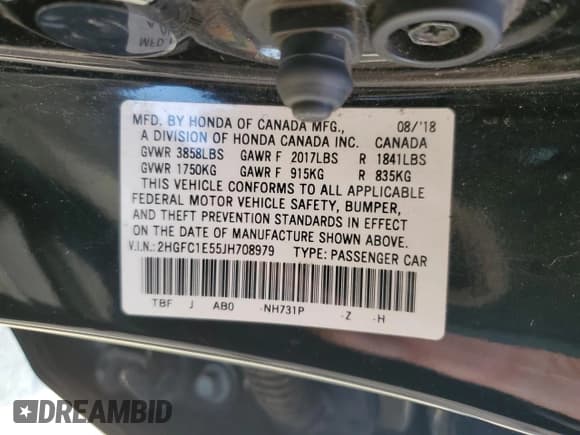 MFD
MFD. BY HONDA OF CANADA MFG., 08/'18
A DIVISION OF HONDA CANADA INC. CANADA
GVWR 3858LBS GAWR F 2017LBS R 1841LBS
GVWR 1750KG GAWR F 915KG R 835KG
THIS VEHICLE CONFORMS TO ALL APPLICABLE
FEDERAL MOTOR VEHICLE SAFETY, BUMPER,
AND THEFT PREVENTION STANDARDS IN EFFECT
ON THE DATE OF MANUFACTURE SHOWN ABOVE.
V.I.N.: 2HGFC1E55JH708979 TYPE: PASSENGER CAR
TBF J AB0 -NH731P -Z -H
DREAMBID